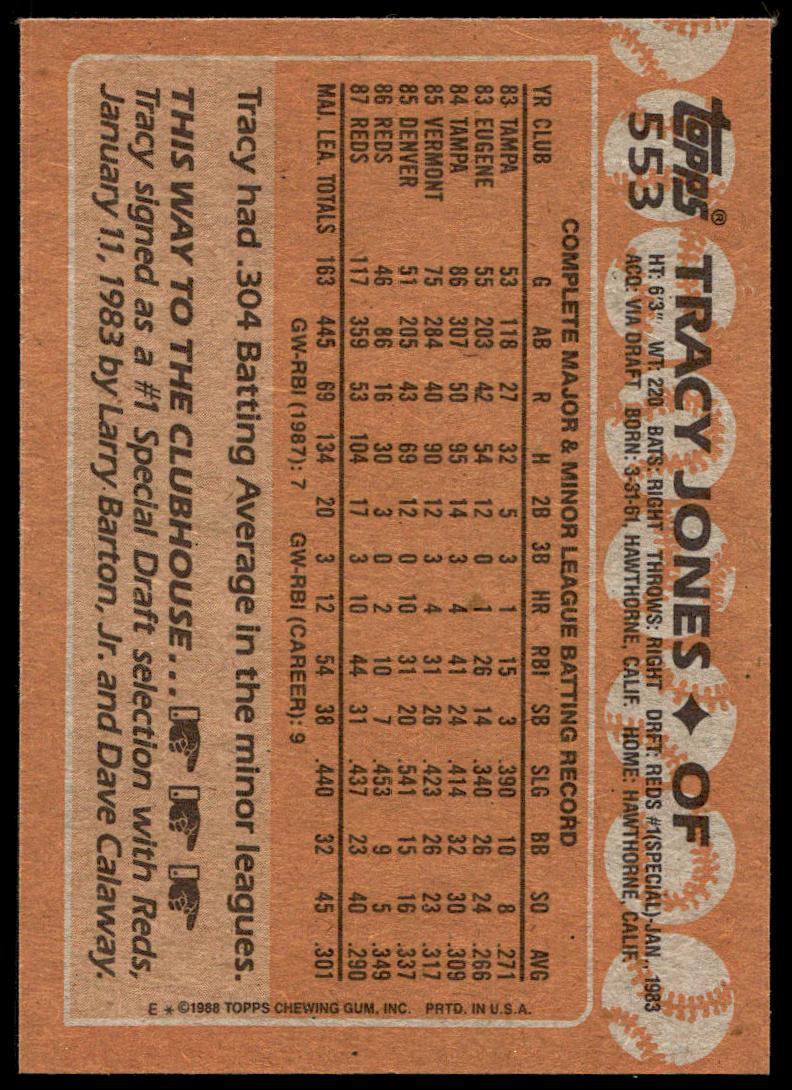 Topps®
553
TRACY JONES ♦ OF
HT: 6'3" WT: 220 BATS: RIGHT THROWS: RIGHT DRFT: REDS #1(SPECIAL)-JAN., 1983
ACQ: VIA DRAFT BORN: 3-31-61, HAWTHORNE, CALIF. HOME: HAWTHORNE, CALIF.
COMPLETE MAJOR & MINOR LEAGUE BATTING RECORD
YR CLUB G AB R H 2B 3B HR RBI SB SLG BB SO AVG
83 TAMPA 53 118 27 32 5 3 1 15 3 .390 10 8 .271
83 EUGENE 55 203 42 54 12 0 1 26 14 .340 26 24 .266
84 TAMPA 86 307 50 95 14 3 4 41 24 .414 32 30 .309
85 VERMONT 75 284 40 90 12 3 4 31 26 .423 26 23 .317
85 DENVER 51 205 43 69 12 0 10 31 20 .541 15 16 .337
86 REDS 46 86 16 30 3 0 2 10 7 .453 9 5 .349
87 REDS 117 359 53 104 17 3 10 44 31 .437 23 40 .290
MAJ. LEA. TOTALS 163 445 69 134 20 3 12 54 38 .440 32 45 .301
GW-RBI (1987): 7 GW-RBI (CAREER): 9
Tracy had .304 Batting Average in the minor leagues.
THIS WAY TO THE CLUBHOUSE...
Tracy signed as a #1 Special Draft selection with Reds,
January 11, 1983 by Larry Barton, Jr. and Dave Calaway.
E * ©1988 TOPPS CHEWING GUM, INC. PRTD. IN U.S.A.